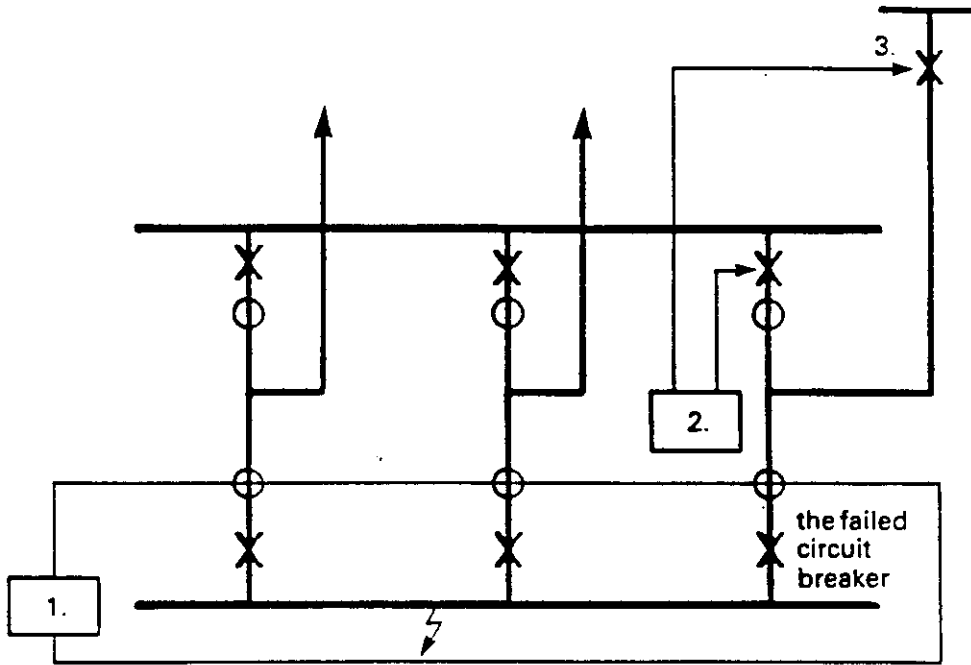 3.
2.
the failed
circuit
breaker
1.